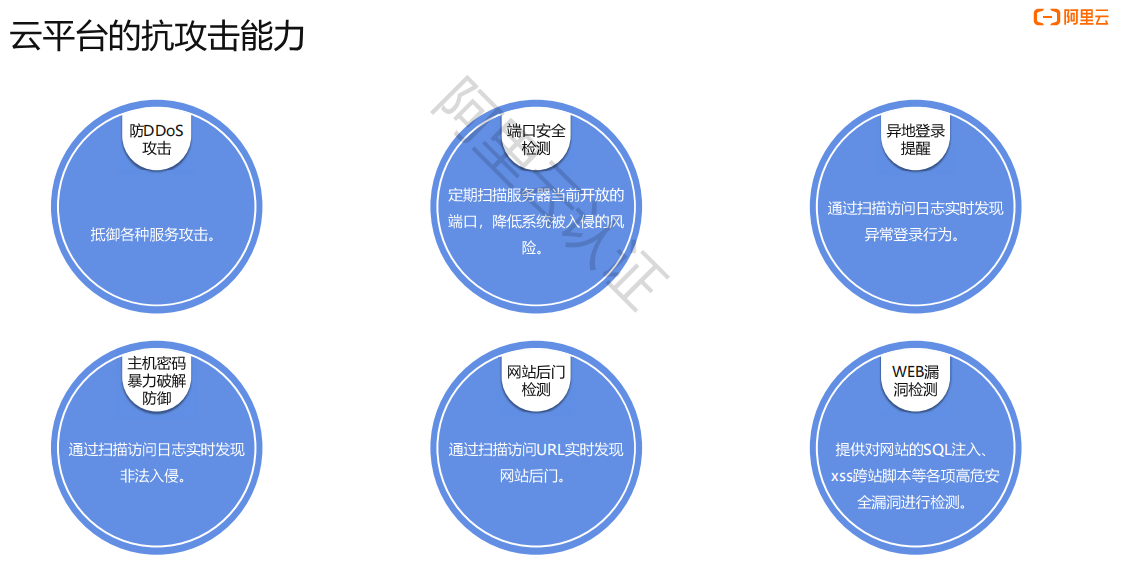 云平台的抗攻击能力
阿里云
防DDoS
攻击
抵御各种服务攻击。
端口安全
检测
定期扫描服务器当前开放的
端口，降低系统被入侵的风
险。
异地登录
提醒
通过扫描访问日志实时发现
异常登录行为。
主机密码
暴力破解
防御
通过扫描访问日志实时发现
非法入侵。
网站后门
检测
通过扫描访问URL实时发现
网站后门。
WEB漏
洞检测
提供对网站的SQL注入、
xss跨站脚本等各项高危安
全漏洞进行检测。
阿里云认证